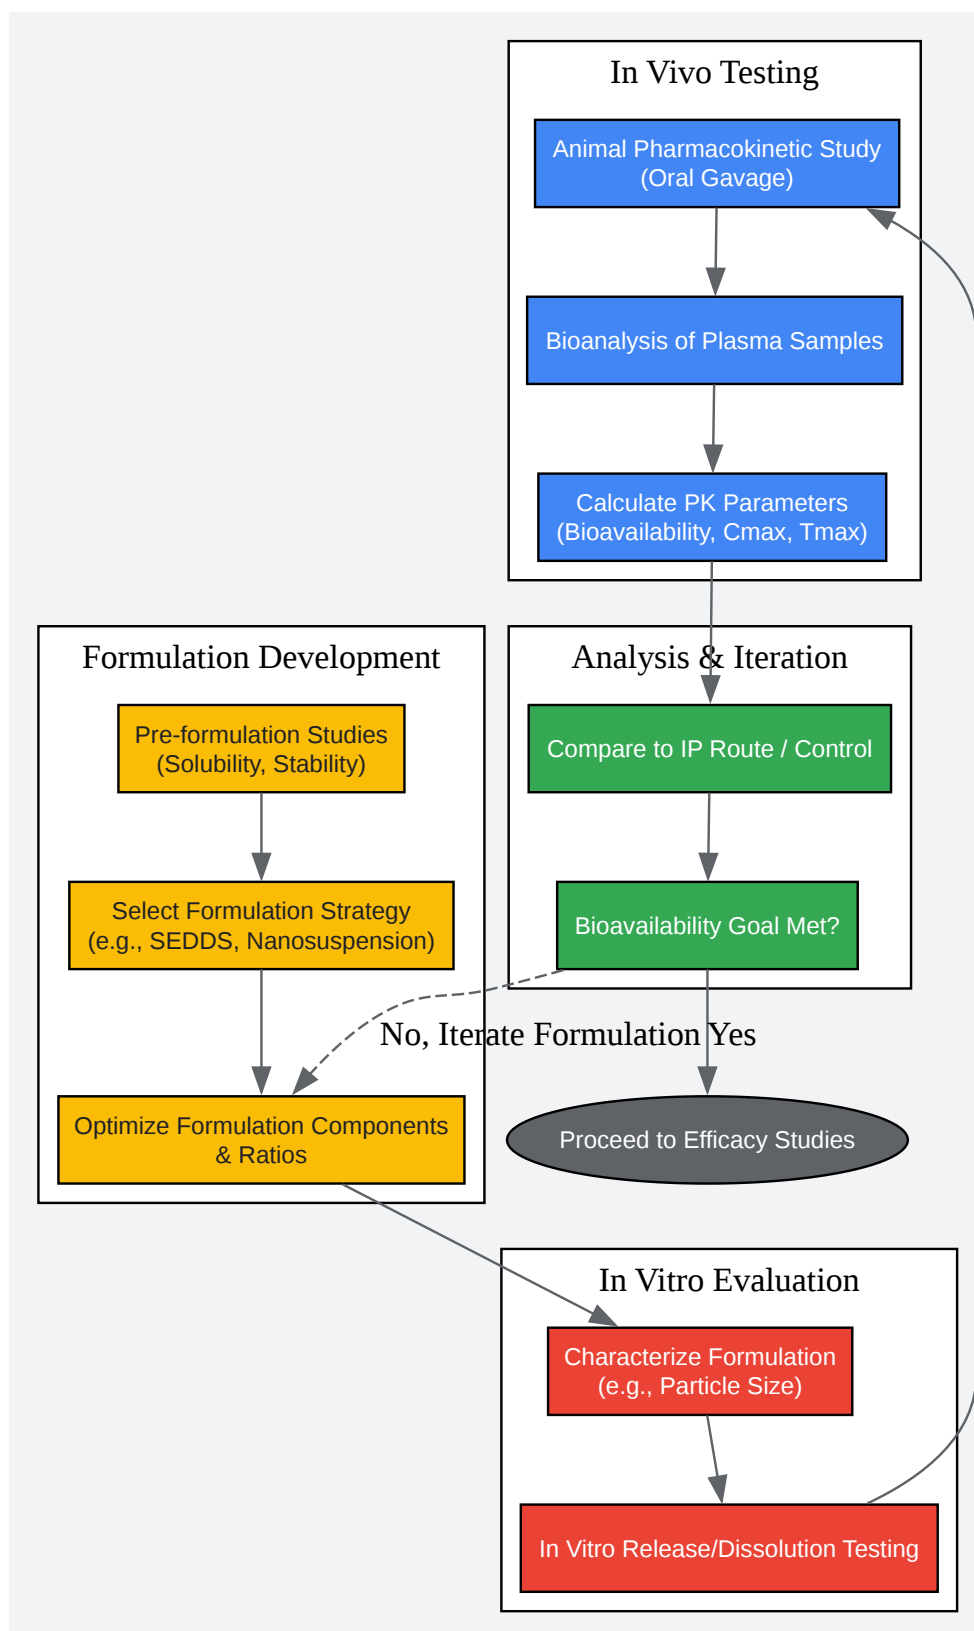 In Vivo Testing
Animal Pharmacokinetic Study
(Oral Gavage)
Bioanalysis of Plasma Samples
Calculate PK Parameters
(Bioavailability, Cmax, Tmax)
Formulation Development
Pre-formulation Studies
(Solubility, Stability)
Select Formulation Strategy
(e.g., SEDDS, Nanosuspension)
Optimize Formulation Components
& Ratios
Analysis & Iteration
Compare to IP Route / Control
Bioavailability Goal Met?
No, Iterate Formulation
Yes
Proceed to Efficacy Studies
In Vitro Evaluation
Characterize Formulation
(e.g., Particle Size)
In Vitro Release/Dissolution Testing